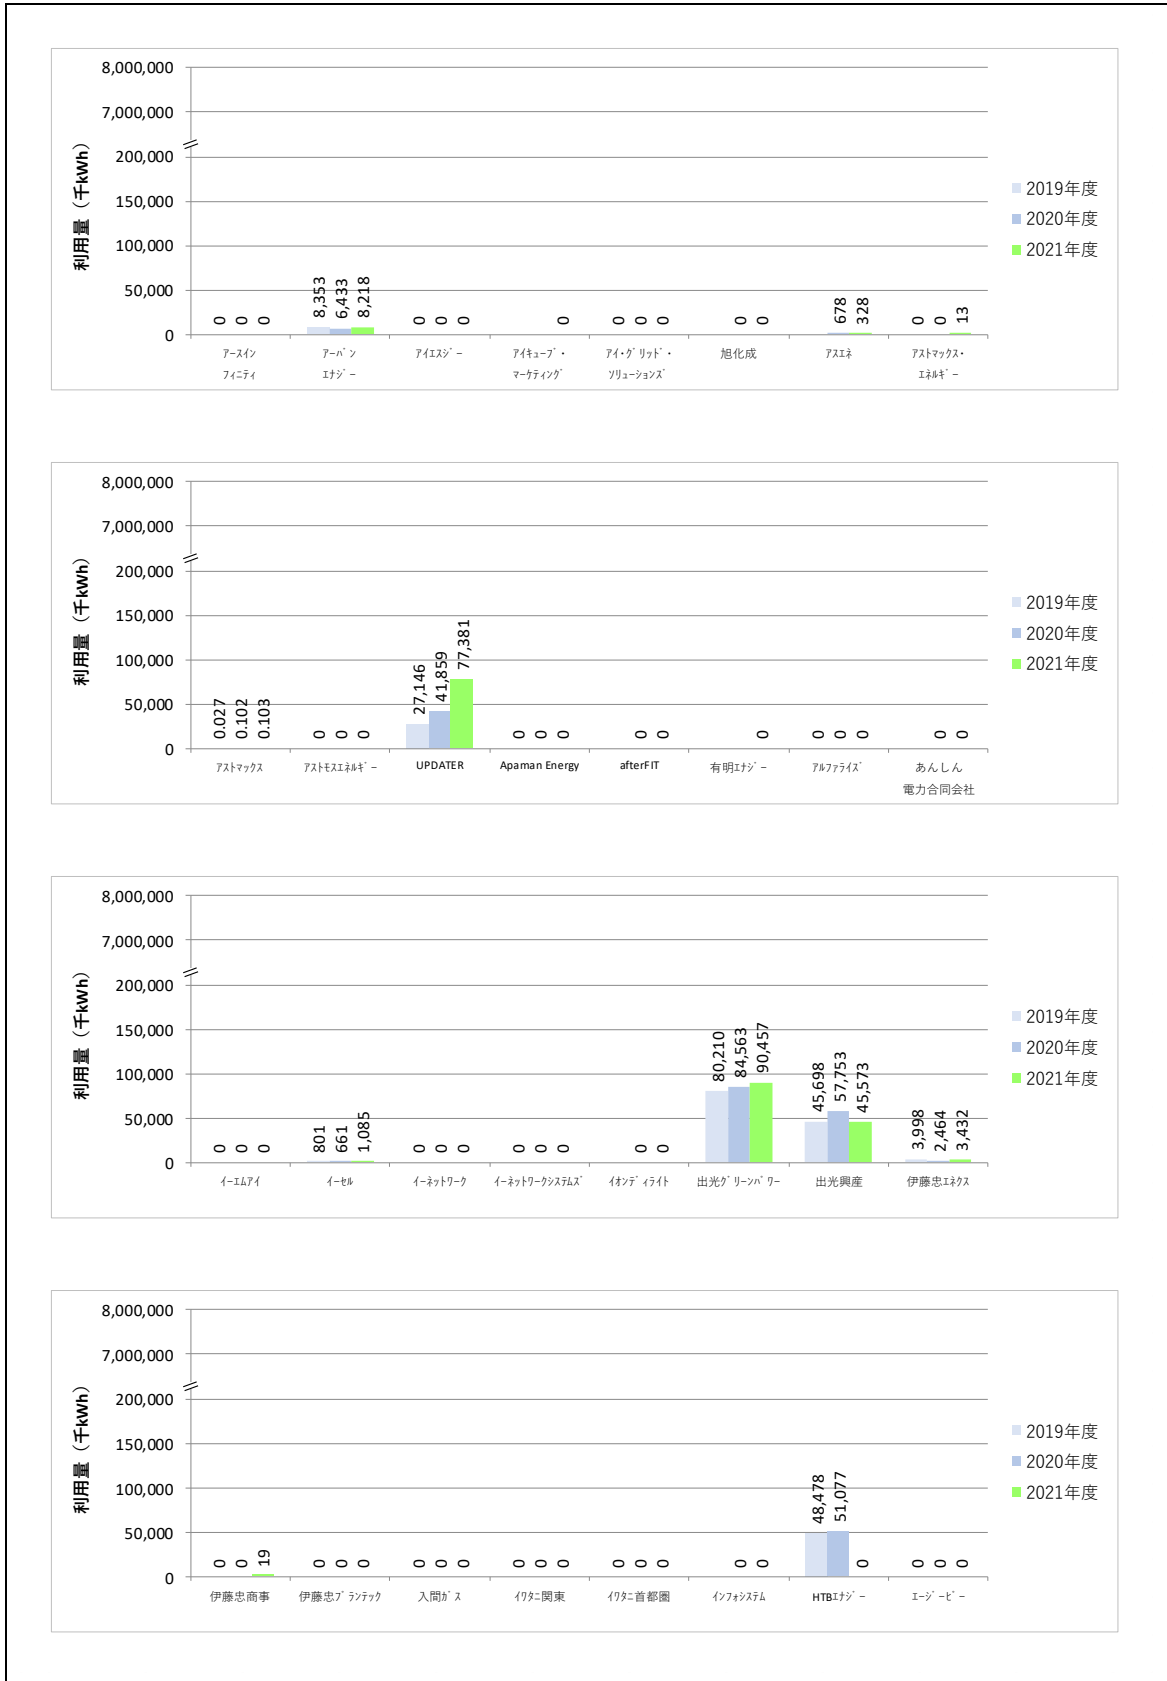 8,000,000
7,000,000
200,000
150,000
100,000
50,000
0
利用量（千kWh）
0 0 0 8,353 6,433 8,218 0 0 0 0 0 0 0 0 0 678 328 0 0 13
ｱｰｽｲﾝ ｱｰﾊﾞﾝ ｱｲｴｽｼﾞｰ ｱｲｷｭｰﾌﾞ・ ｱｲ・ｸﾞﾘｯﾄﾞ・ 旭化成 ｱｽｴﾈ ｱｽﾄﾏｯｸｽ・
ﾌｨﾆﾃｨ ｴﾅｼﾞｰ ﾏｰｹﾃｨﾝｸﾞ ｿﾘｭｰｼｮﾝｽﾞ ｴﾈﾙｷﾞｰ
2019年度
2020年度
2021年度
8,000,000
7,000,000
200,000
150,000
100,000
50,000
0
利用量（千kWh）
0.027 0.102 0.103 0 0 0 27,146 41,859 77,381 0 0 0 0 0 0 0 0 0 0 0
ｱｽﾄﾏｯｸｽ ｱｽﾄﾓｽｴﾈﾙｷﾞｰ UPDATER Apaman Energy afterFIT 有明ｴﾅｼﾞｰ ｱﾙﾌｧﾗｲｽﾞ あんしん
電力合同会社
2019年度
2020年度
2021年度
8,000,000
7,000,000
200,000
150,000
100,000
50,000
0
利用量（千kWh）
0 0 0 801 661 1,085 0 0 0 0 0 0 0 0 80,210 84,563 90,457 45,698 57,753 45,573 3,998 2,464 3,432
ｲｰｴﾑｱｲ ｲｰｾﾙ ｲｰﾈｯﾄﾜｰｸ ｲｰﾈｯﾄﾜｰｸｼｽﾃﾑｽﾞ ｲｵﾝﾃﾞｨﾗｲﾄ 出光ｸﾞﾘｰﾝﾊﾟﾜｰ 出光興産 伊藤忠ｴﾈｸｽ
2019年度
2020年度
2021年度
8,000,000
7,000,000
200,000
150,000
100,000
50,000
0
利用量（千kWh）
0 0 19 0 0 0 0 0 0 0 0 0 0 0 0 0 0 48,478 51,077 0 0 0 0
伊藤忠商事 伊藤忠ﾌﾟﾗﾝﾃｯｸ 入間ｶﾞｽ ｲﾜﾀﾆ関東 ｲﾜﾀﾆ首都圏 ｲﾝﾌｫｼｽﾃﾑ HTBｴﾅｼﾞｰ ｴｰｼﾞｰﾋﾟｰ
2019年度
2020年度
2021年度